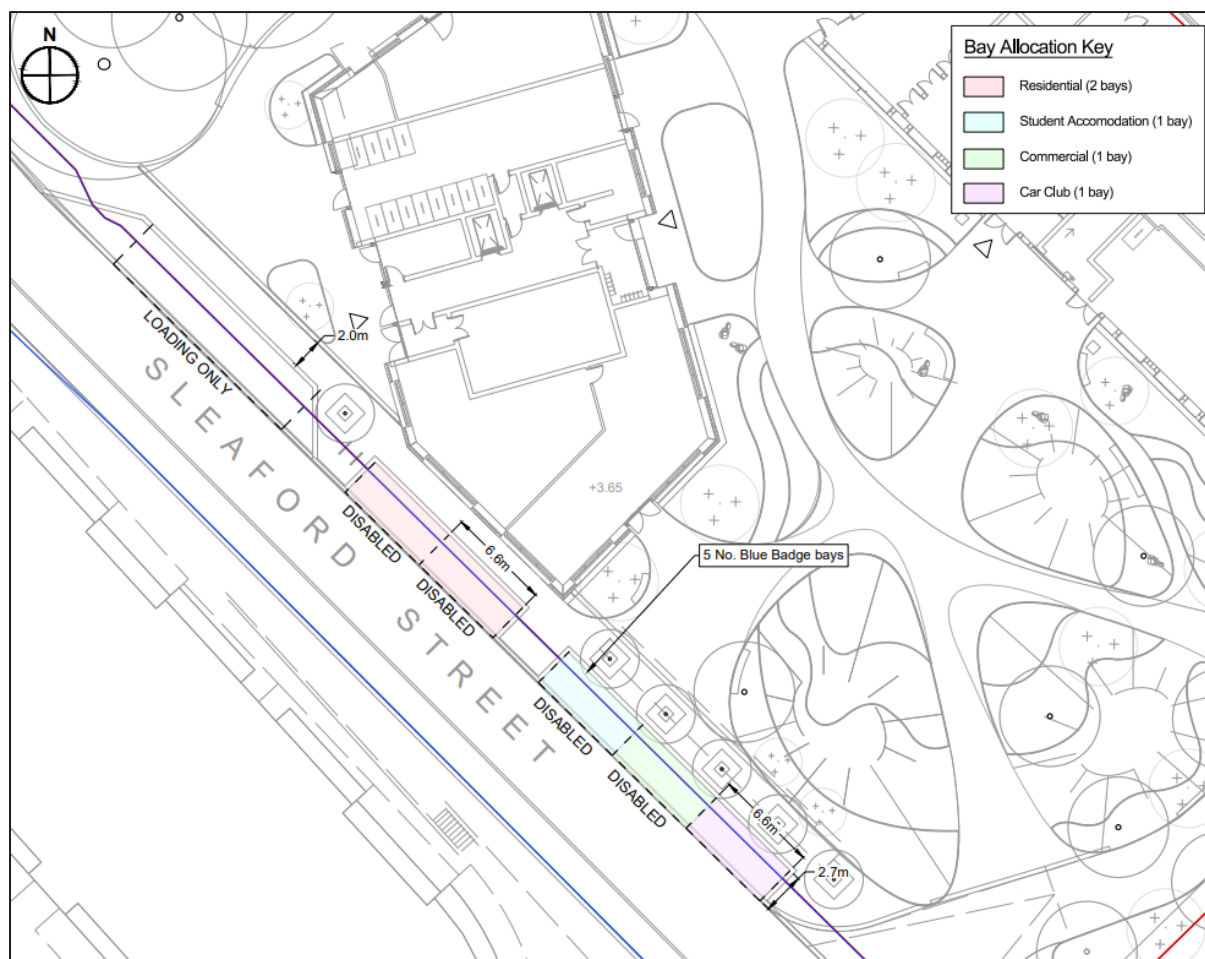 N
Bay Allocation Key
Residential (2 bays)
Student Accomodation (1 bay)
Commercial (1 bay)
Car Club (1 bay)
2.0m
LOADING ONLY
SLEAFORD STREET
+3.65
DISABLED
6.6m
5 No. Blue Badge bays
DISABLED
DISABLED
DISABLED
6.6m
2.7m